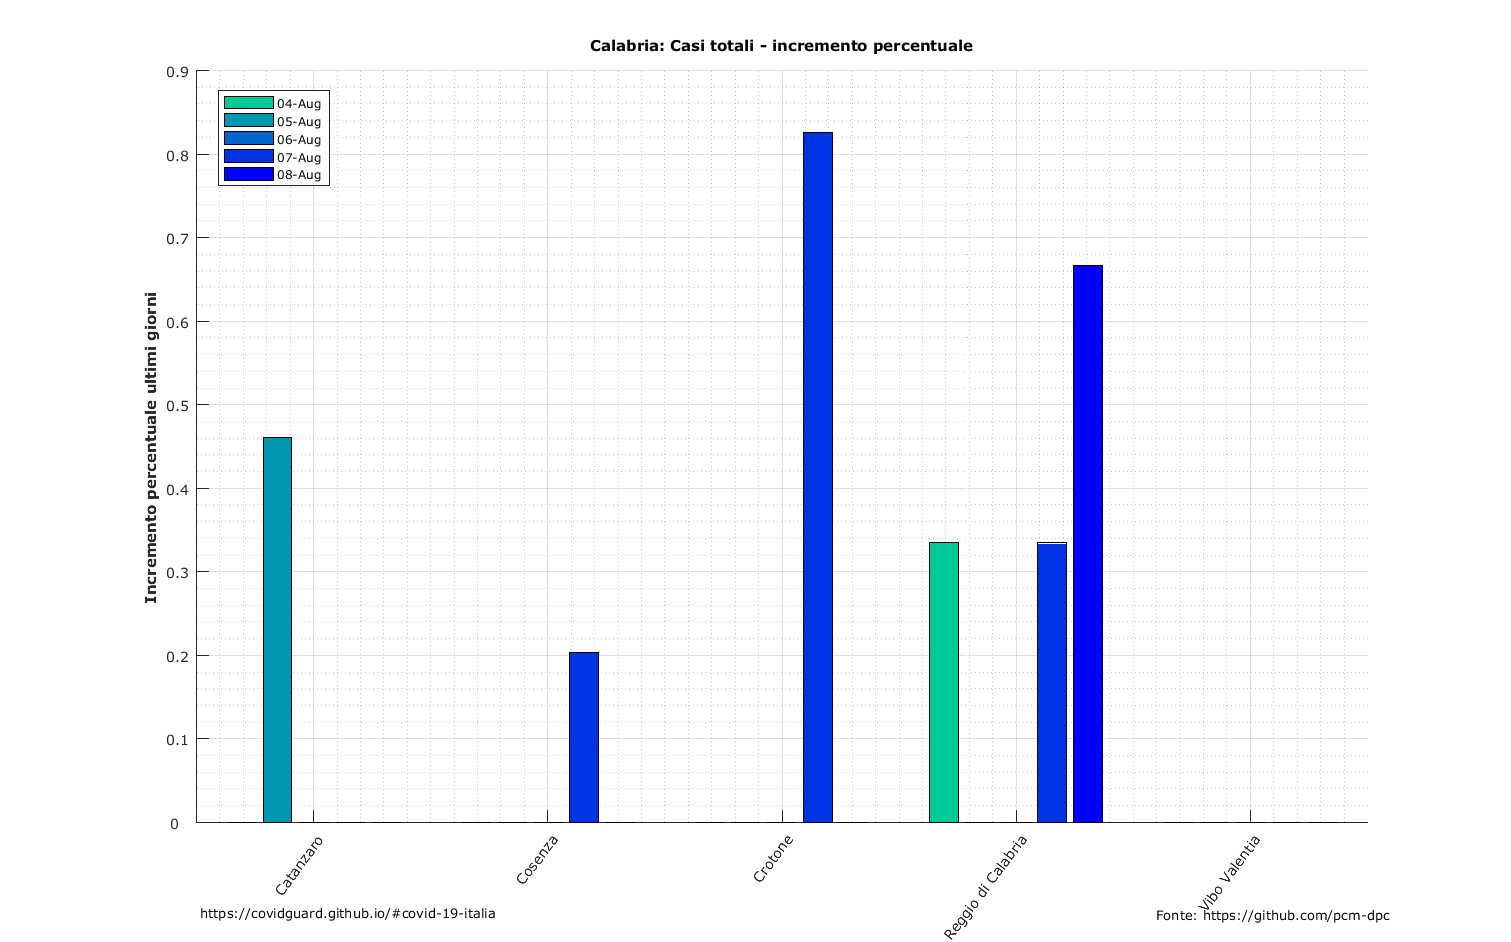 Calabria: Casi totali - incremento percentuale
Incremento percentuale ultimi giorni
0.9
0.8
0.7
0.6
0.5
0.4
0.3
0.2
0.1
0
04-Aug
05-Aug
06-Aug
07-Aug
08-Aug
Catanzaro
Cosenza
Crotone
Reggio di Calabria
Vibo Valentia
https://covidguard.github.io/#covid-19-italia
Fonte: https://github.com/pcm-dpc